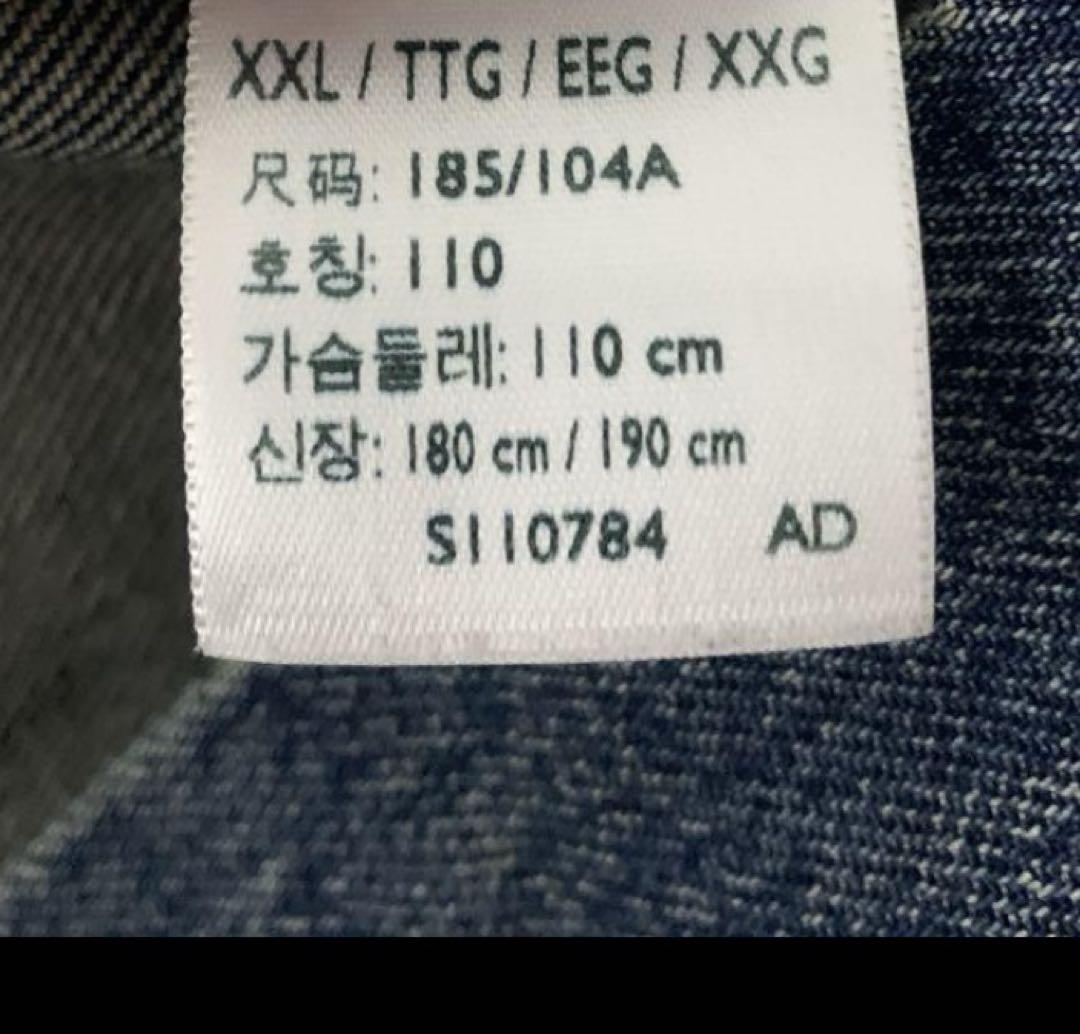 XXL / TTG / EEG / XXG
尺码: 185/104A
호칭: 110
가슴둘레: 110 cm
신장: 180 cm / 190 cm
S110784 AD